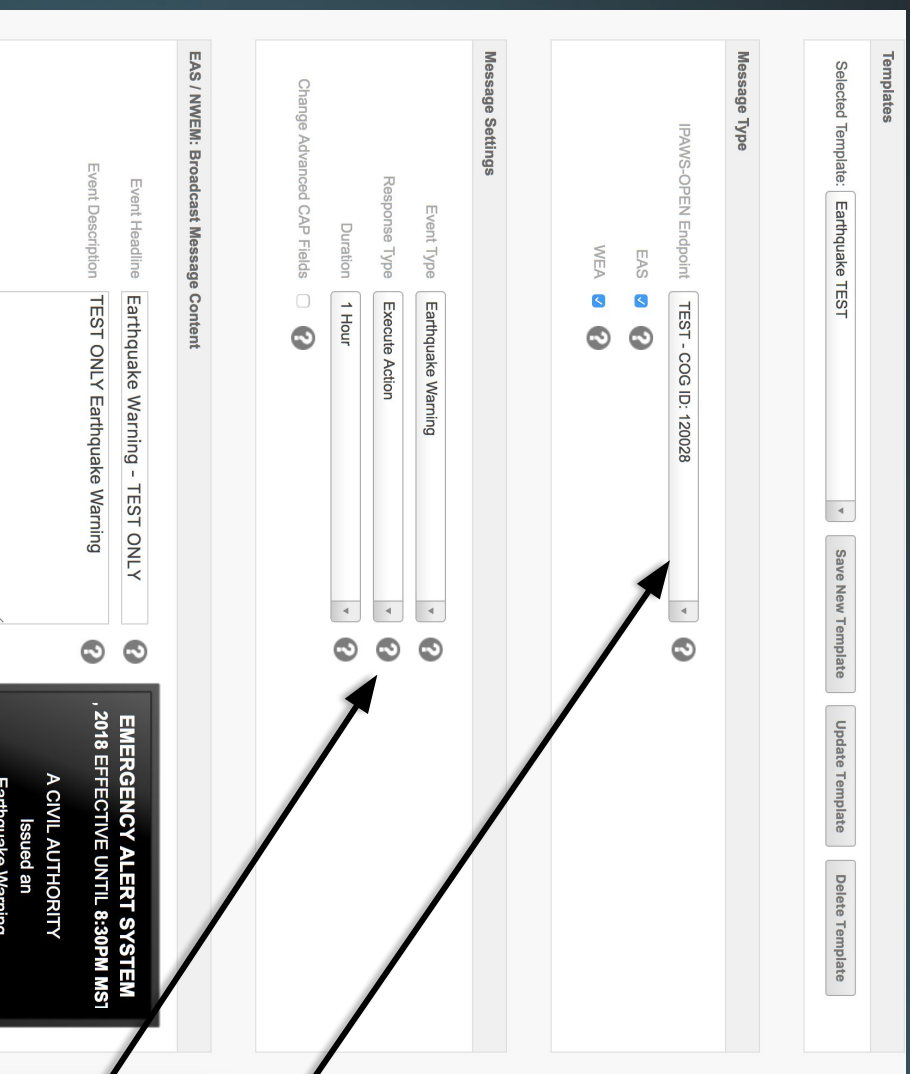 Templates
Selected Template: Earthquake TEST
Save New Template Update Template Delete Template
Message Type
IPAWS-OPEN Endpoint TEST - COG ID: 120028
EAS
WEA
Message Settings
Event Type Earthquake Warning
Response Type Execute Action
Duration 1 Hour
Change Advanced CAP Fields
EAS / NWEM: Broadcast Message Content
Event Headline Earthquake Warning - TEST ONLY
Event Description TEST ONLY Earthquake Warning
EMERGENCY ALERT SYSTEM
, 2018 EFFECTIVE UNTIL 8:30PM MST
A CIVIL AUTHORITY
Issued an
Earthquake Warning